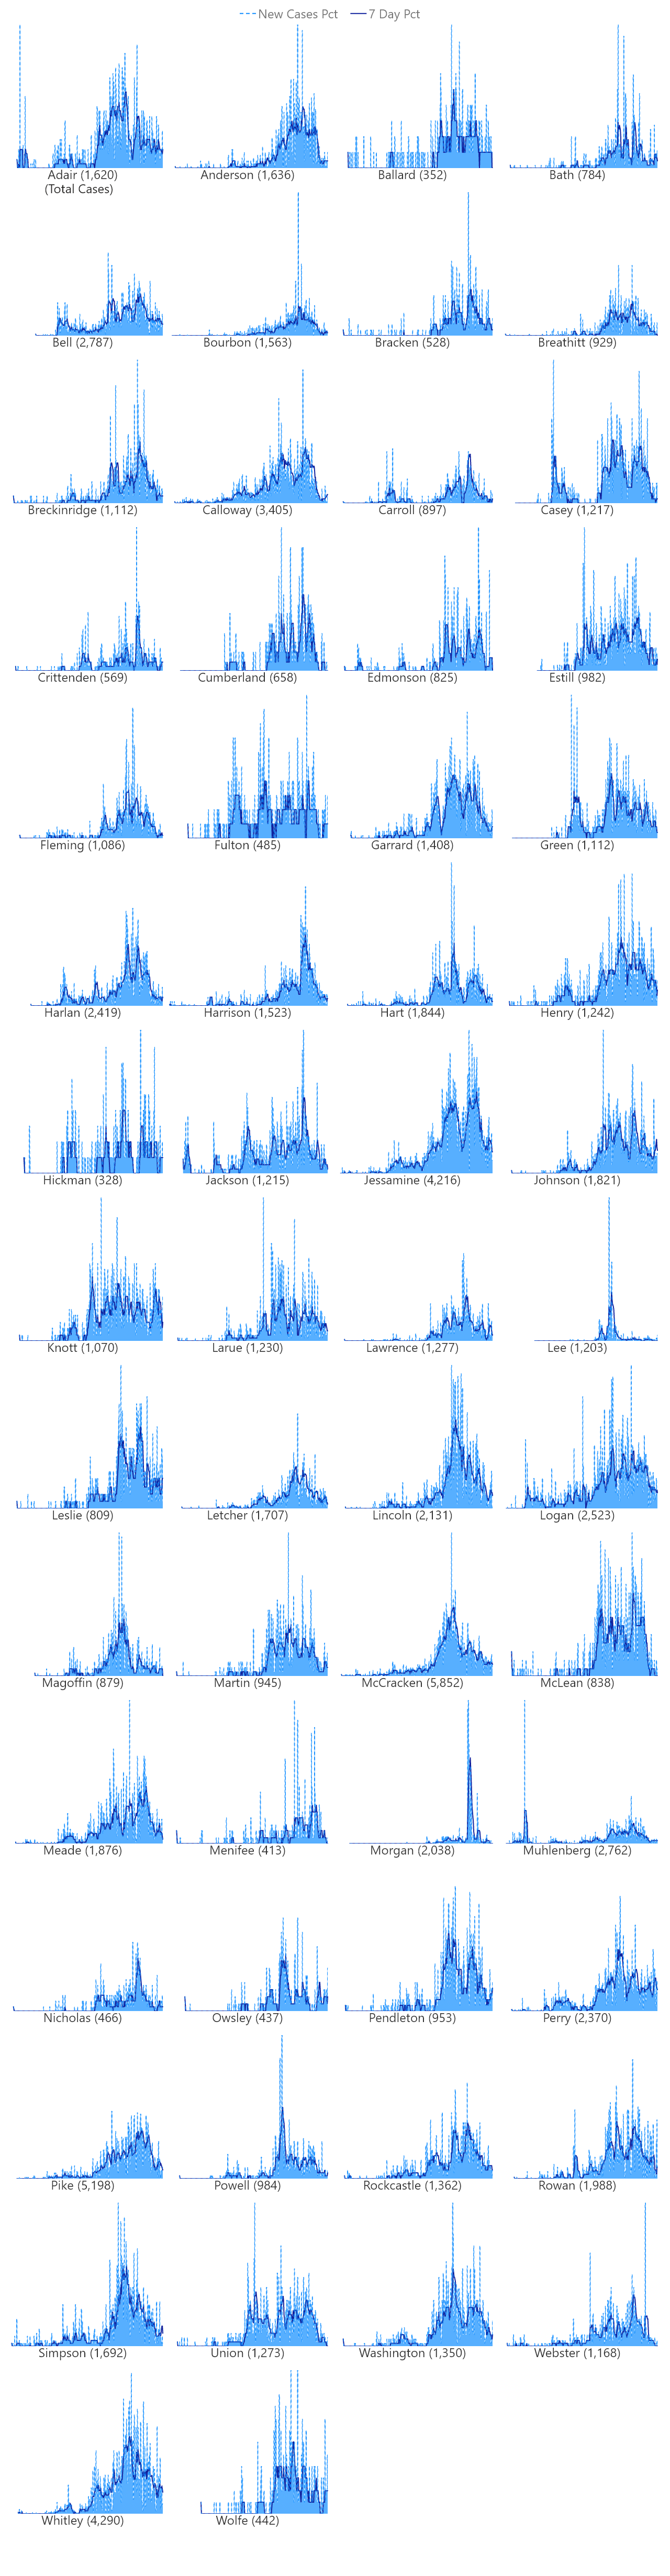 New Cases Pct 7 Day Pct
Adair (1,620) Anderson (1,636) Ballard (352) Bath (784)
(Total Cases)
Bell (2,787) Bourbon (1,563) Bracken (528) Breathitt (929)
Breckinridge (1,112) Calloway (3,405) Carroll (897) Casey (1,217)
Crittenden (569) Cumberland (658) Edmonson (825) Estill (982)
Fleming (1,086) Fulton (485) Garrard (1,408) Green (1,112)
Harlan (2,419) Harrison (1,523) Hart (1,844) Henry (1,242)
Hickman (328) Jackson (1,215) Jessamine (4,216) Johnson (1,821)
Knott (1,070) Larue (1,230) Lawrence (1,277) Lee (1,203)
Leslie (809) Letcher (1,707) Lincoln (2,131) Logan (2,523)
Magoffin (879) Martin (945) McCracken (5,852) McLean (838)
Meade (1,876) Menifee (413) Morgan (2,038) Muhlenberg (2,762)
Nicholas (466) Owsley (437) Pendleton (953) Perry (2,370)
Pike (5,198) Powell (984) Rockcastle (1,362) Rowan (1,988)
Simpson (1,692) Union (1,273) Washington (1,350) Webster (1,168)
Whitley (4,290) Wolfe (442)